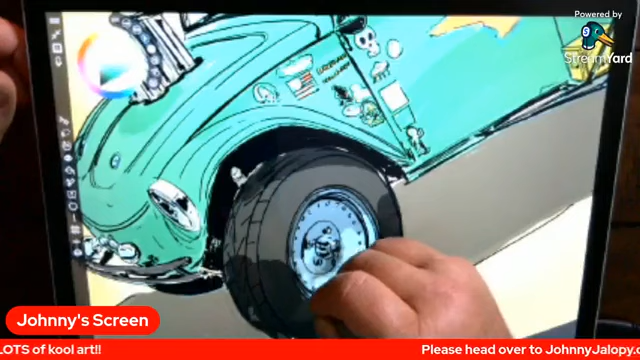 Powered by
StreamYard
Johnny's Screen
LOTS of kool art!!
Please head over to JohnnyJalopy.c